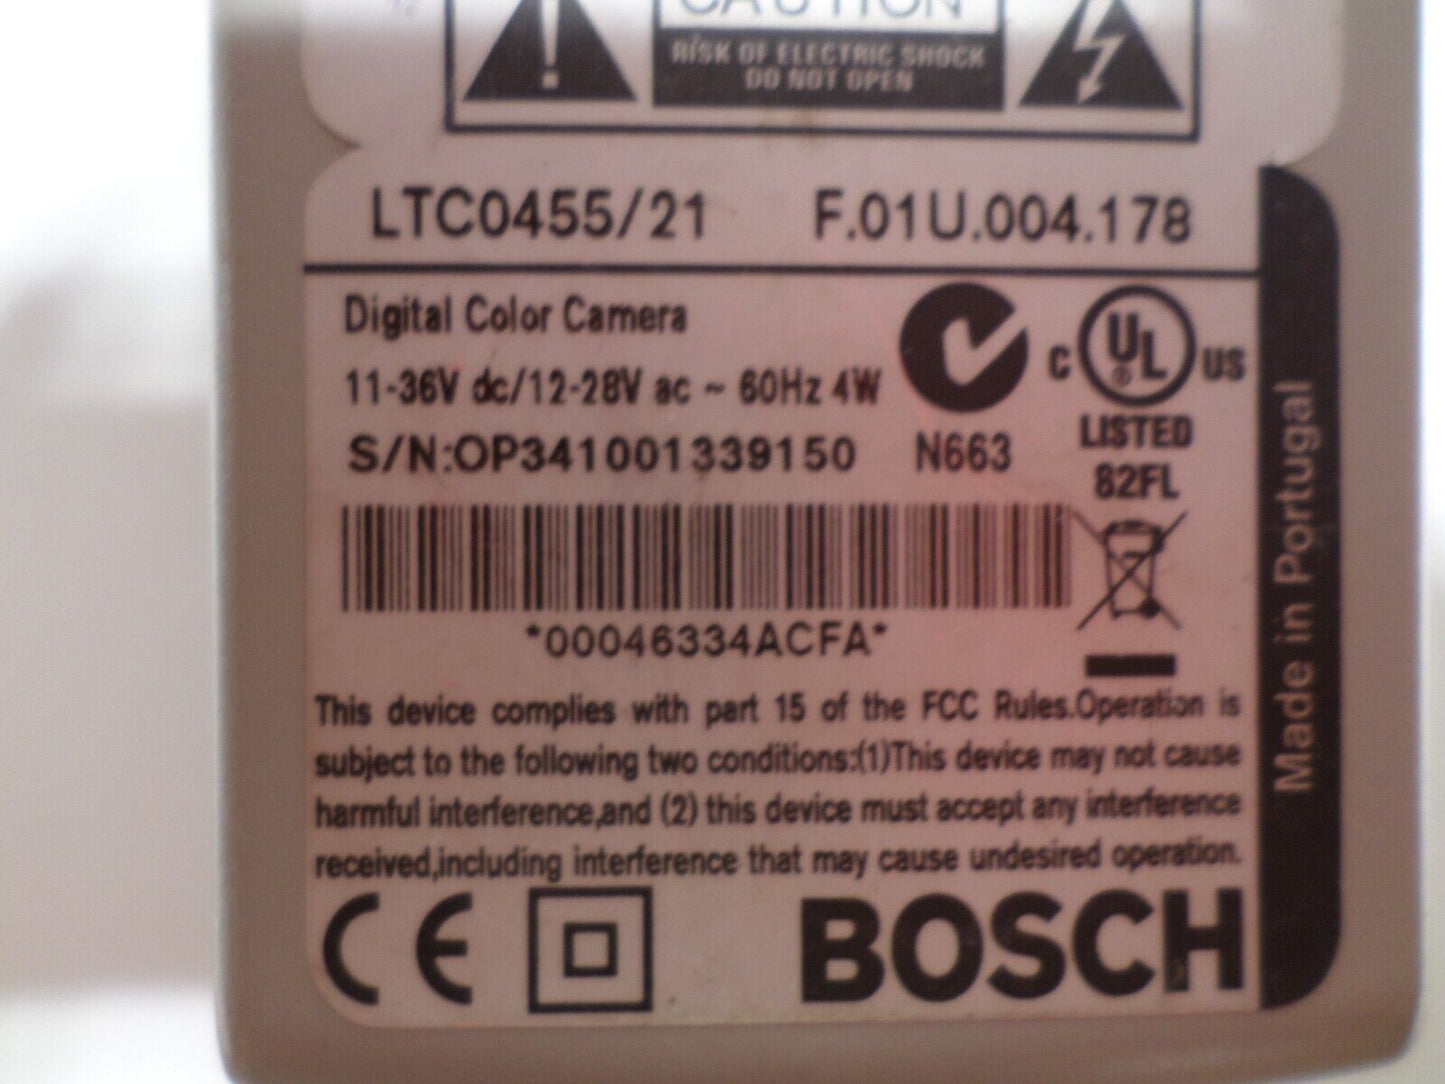 CAUTION
RISK OF ELECTRIC SHOCK
DO NOT OPEN
LTC0455/21 F.01U.004.178
Digital Color Camera
11-36V dc/12-28V ac ~ 60Hz 4W
S/N:OP341001339150 N663
C UL ® US
LISTED
82FL
*00046334ACFA*
This device complies with part 15 of the FCC Rules.Operation is
subject to the following two conditions:(1)This device may not cause
harmful interference,and (2) this device must accept any interference
received,including interference that may cause undesired operation.
CE
BOSCH
Made in Portugal